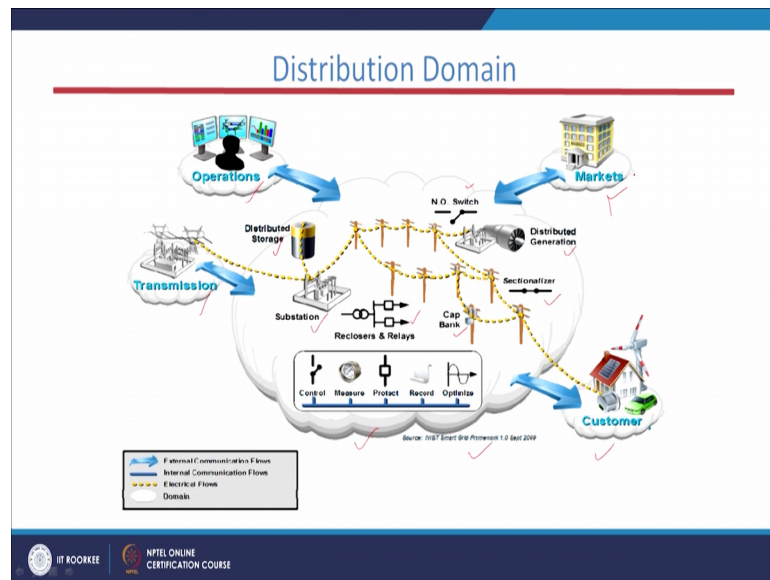 Distribution Domain
Operations
Markets
N.O. Switch
Distributed
Storage
Distributed
Generation
Transmission
Sectionalizer
Substation
Cap
Bank
Reclosers & Relays
Control Measure Protect Record Optimize
Customer
Source: NIST Smart Grid Framework 1.0 Sept 2009
External Communication Flows
Internal Communication Flows
Electrical Flows
Domain
IIT ROORKEE
NPTEL ONLINE
CERTIFICATION COURSE